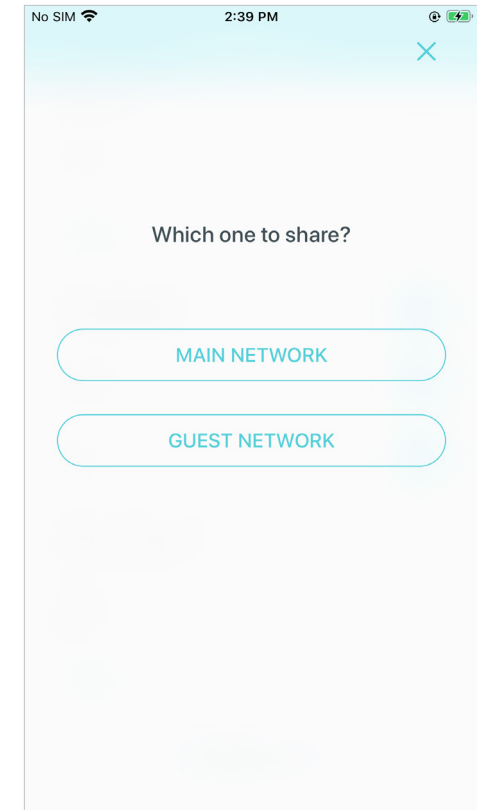 No SIM 2:39 PM
Which one to share?
MAIN NETWORK
GUEST NETWORK